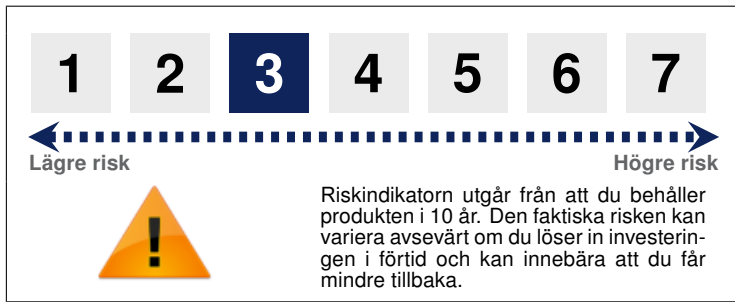 1 2 3 4 5 6 7
Lägre risk Högre risk
Riskindikatorn utgår från att du behåller
produkten i 10 år. Den faktiska risken kan
variera avsevärt om du löser in investerin-
gen i förtid och kan innebära att du får
mindre tillbaka.